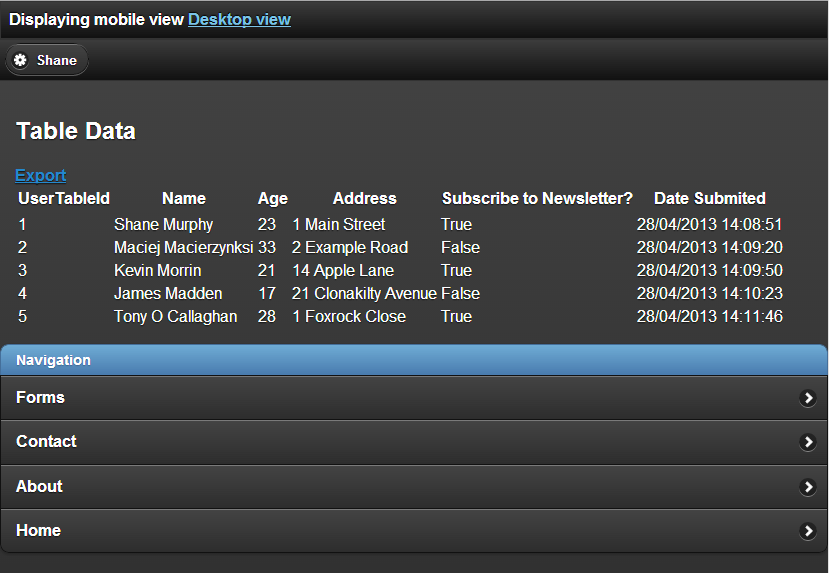 Displaying mobile view Desktop view
Shane
Table Data
Export
UserTableId Name Age Address Subscribe to Newsletter? Date Submited
1 Shane Murphy 23 1 Main Street True 28/04/2013 14:08:51
2 Maciej Macierzynksi 33 2 Example Road False 28/04/2013 14:09:20
3 Kevin Morrin 21 14 Apple Lane True 28/04/2013 14:09:50
4 James Madden 17 21 Clonakilty Avenue False 28/04/2013 14:10:23
5 Tony O Callaghan 28 1 Foxrock Close True 28/04/2013 14:11:46
Navigation
Forms
Contact
About
Home